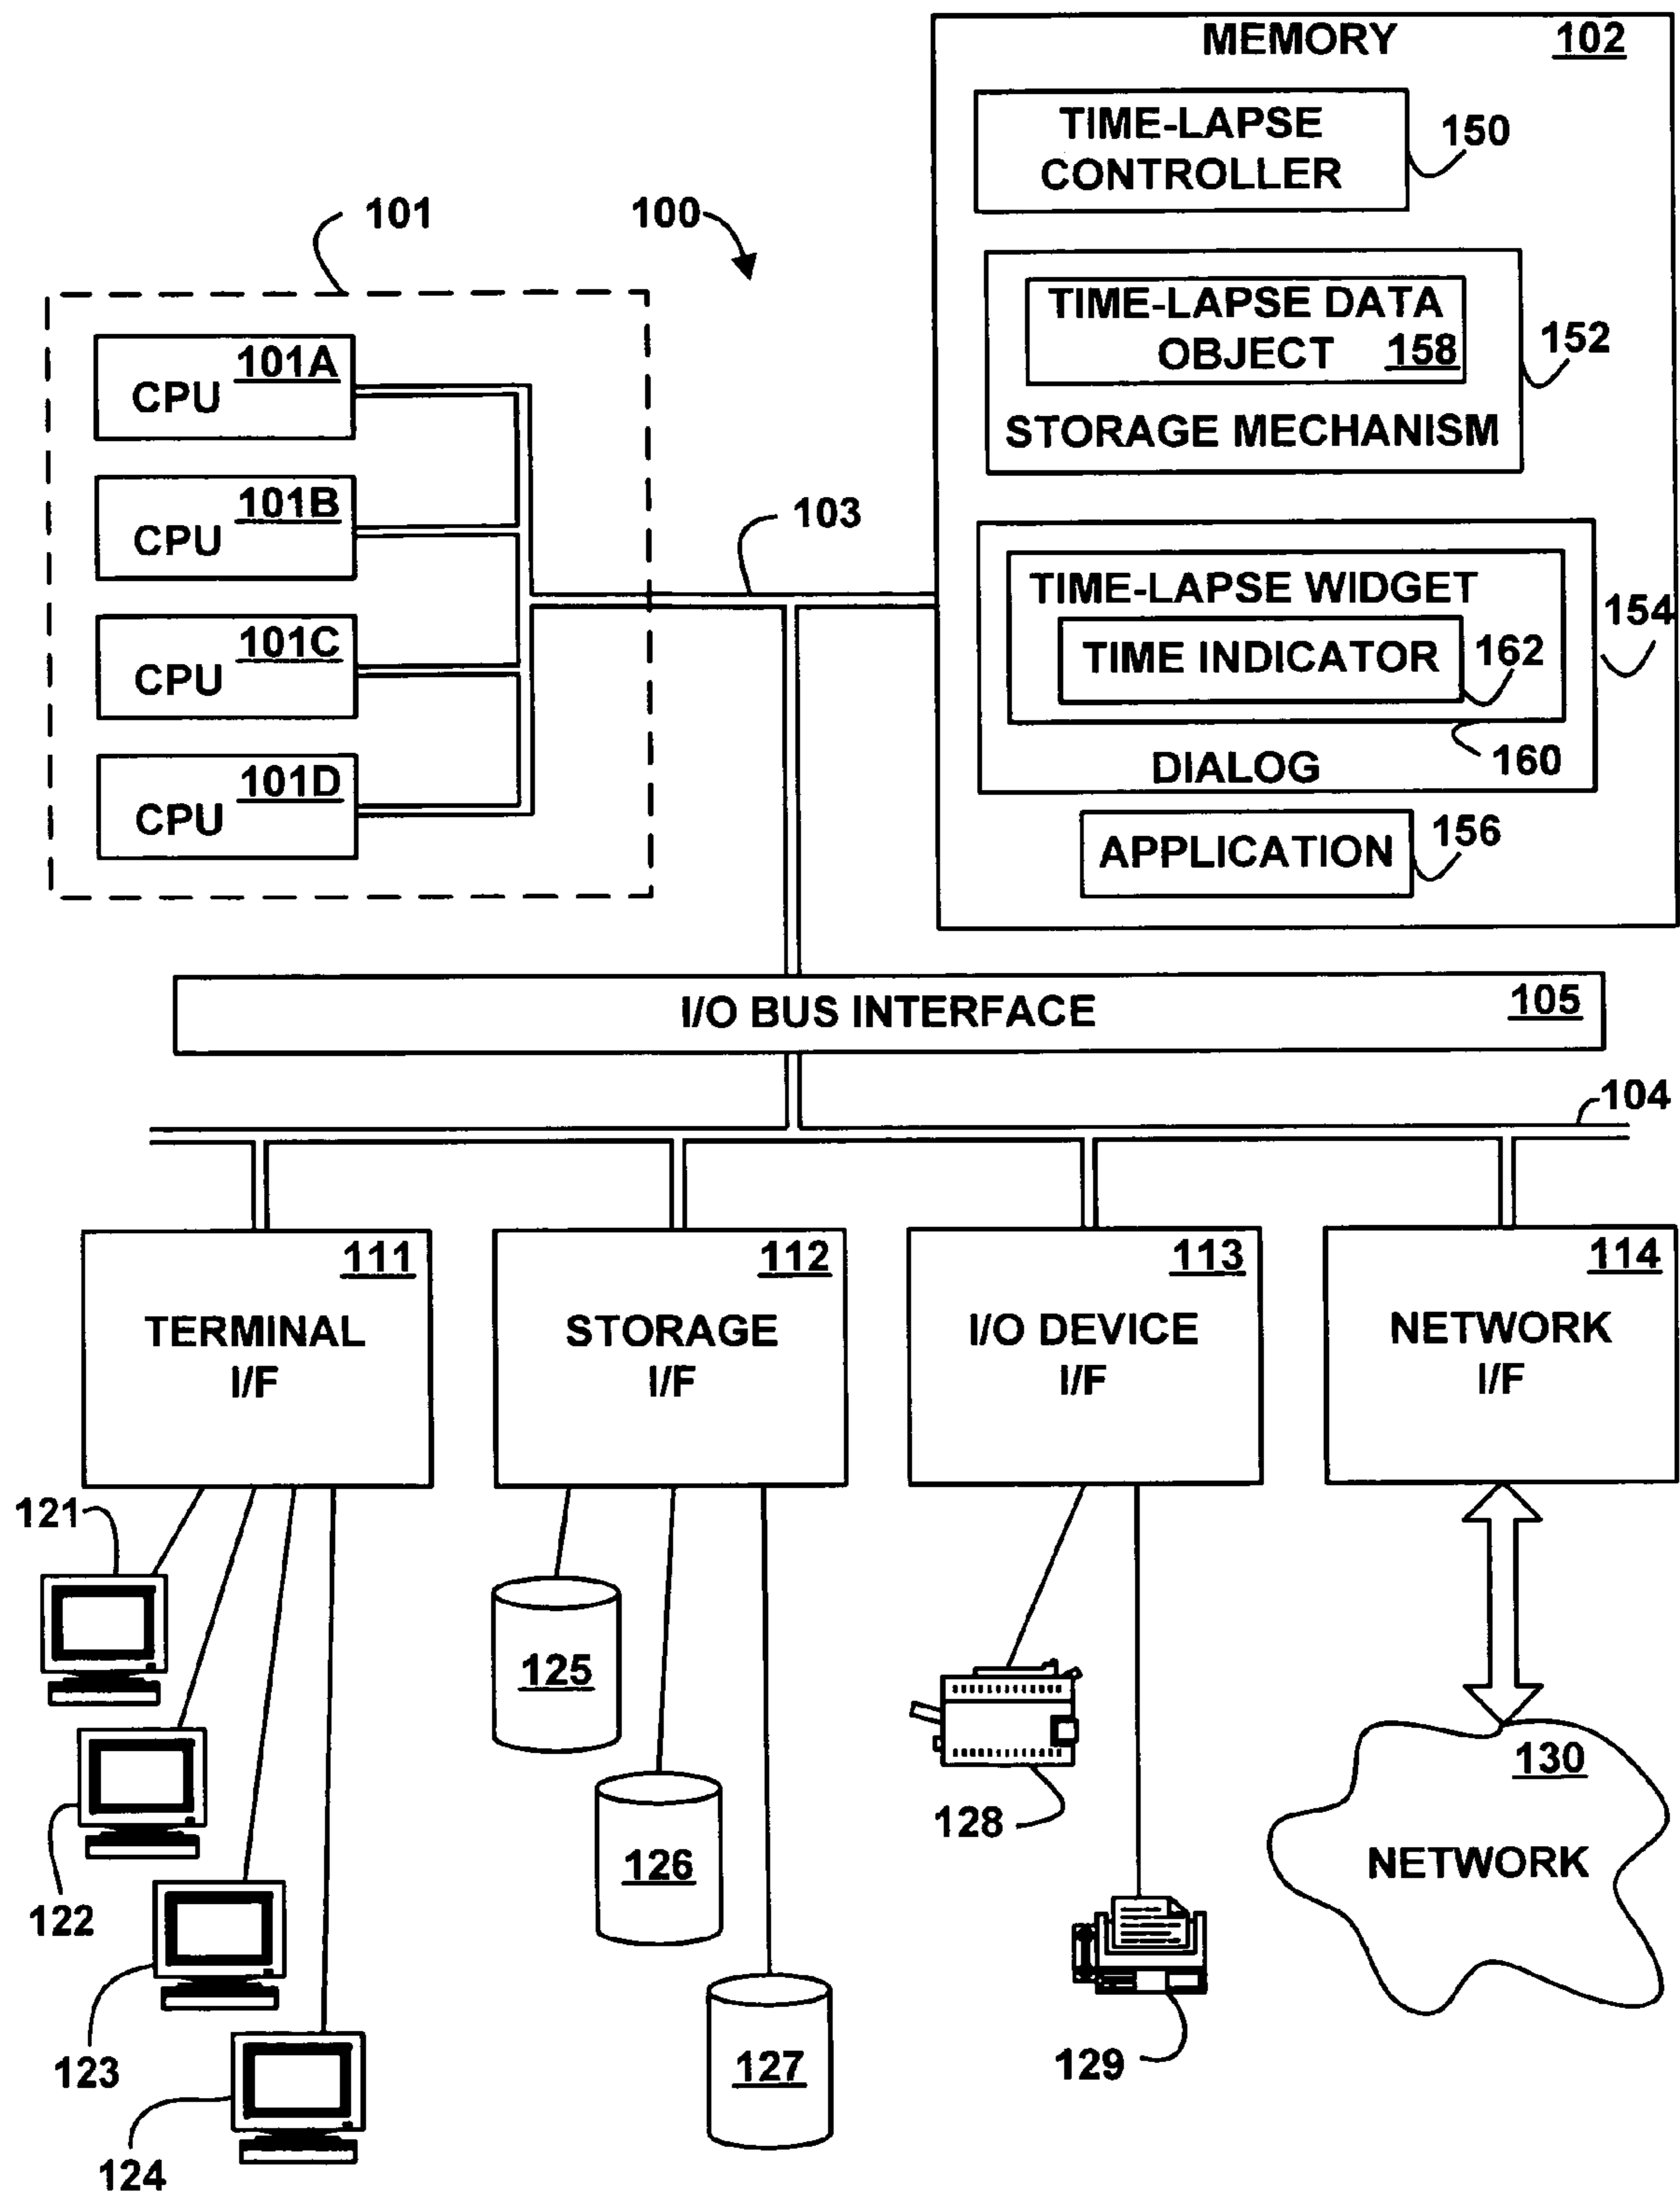 MEMORY 102
TIME-LAPSE
CONTROLLER
150
101
100
TIME-LAPSE DATA
OBJECT 158
152
STORAGE MECHANISM
101A
CPU
101B
CPU
101C
CPU
101D
CPU
103
TIME-LAPSE WIDGET
154
TIME INDICATOR
162
160
DIALOG
APPLICATION
156
I/O BUS INTERFACE 105
104
111
TERMINAL
I/F
112
STORAGE
I/F
113
I/O DEVICE
I/F
114
NETWORK
I/F
121
122
123
124
125
126
127
128
129
130
NETWORK